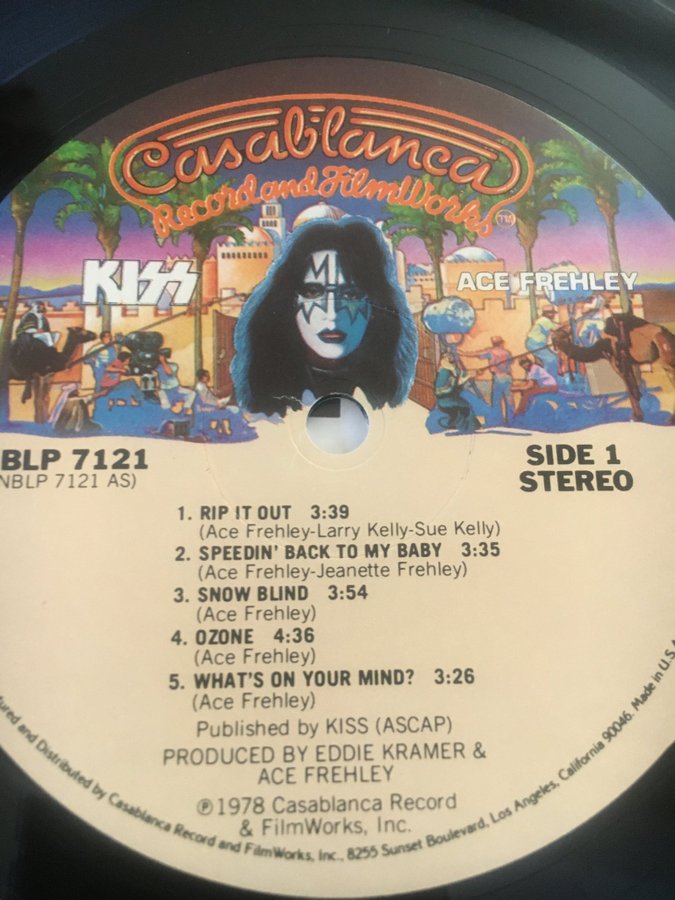 Casablanca
Record and FilmWorks TM
KISS
ACE FREHLEY
BLP 7121
NBLP 7121 AS)
SIDE 1
STEREO
1. RIP IT OUT 3:39
(Ace Frehley-Larry Kelly-Sue Kelly)
2. SPEEDIN' BACK TO MY BABY 3:35
(Ace Frehley-Jeanette Frehley)
3. SNOW BLIND 3:54
(Ace Frehley)
4. OZONE 4:36
(Ace Frehley)
5. WHAT'S ON YOUR MIND? 3:26
(Ace Frehley)
Published by KISS (ASCAP)
PRODUCED BY EDDIE KRAMER &
ACE FREHLEY
℗1978 Casablanca Record
& FilmWorks, Inc.
and Distributed by Casablanca Record and FilmWorks, Inc., 8255 Sunset Boulevard, Los Angeles, California 90046. Made in U.S.A.